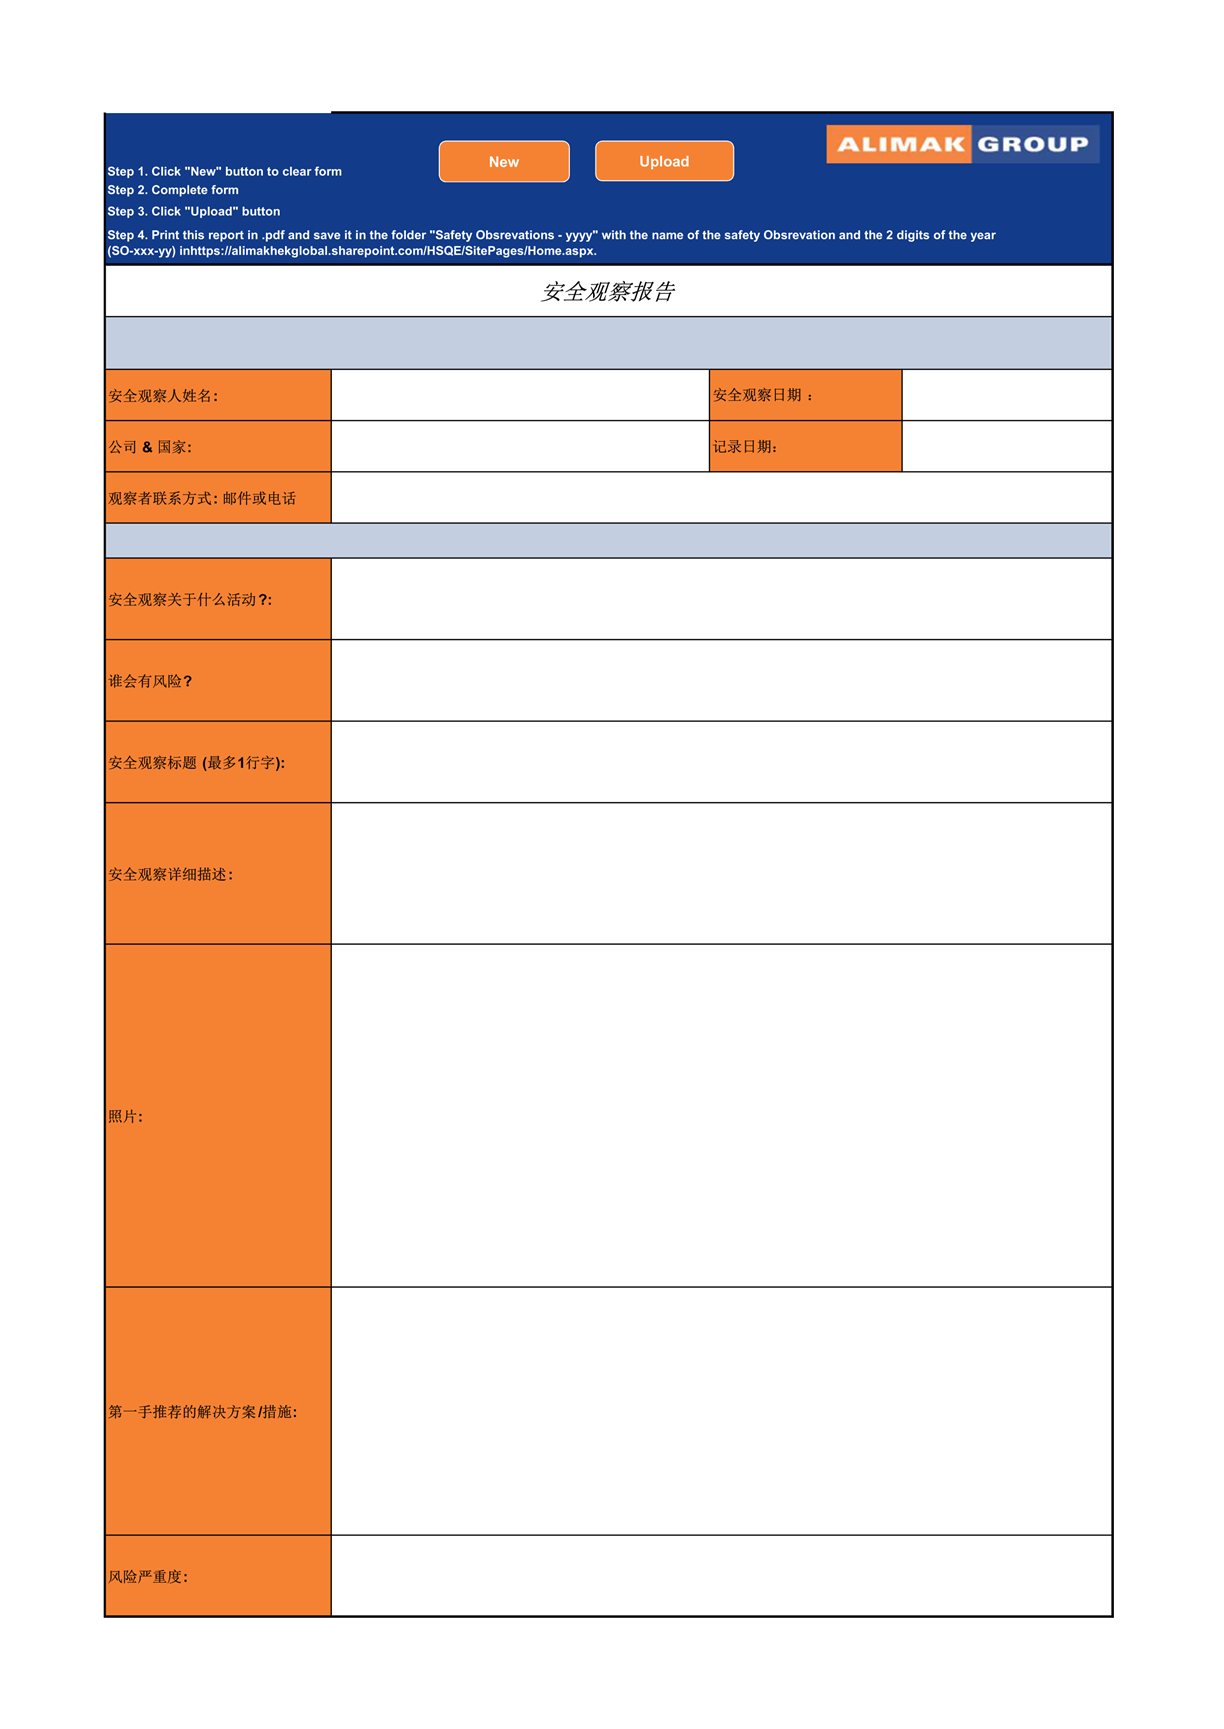 ALIMAK GROUP
New
Upload
Step 1. Click "New" button to clear form
Step 2. Complete form
Step 3. Click "Upload" button
Step 4. Print this report in .pdf and save it in the folder "Safety Obsrevations - yyyy" with the name of the safety Obsrevation and the 2 digits of the year
(SO-xxx-yy) inhttps://alimakhekglobal.sharepoint.com/HSQE/SitePages/Home.aspx.
安全观察报告
安全观察人姓名:
安全观察日期 :
公司 & 国家:
记录日期:
观察者联系方式: 邮件或电话
安全观察关于什么活动?:
谁会有风险?
安全观察标题 (最多1行字):
安全观察详细描述:
照片:
第一手推荐的解决方案/措施:
风险严重度: